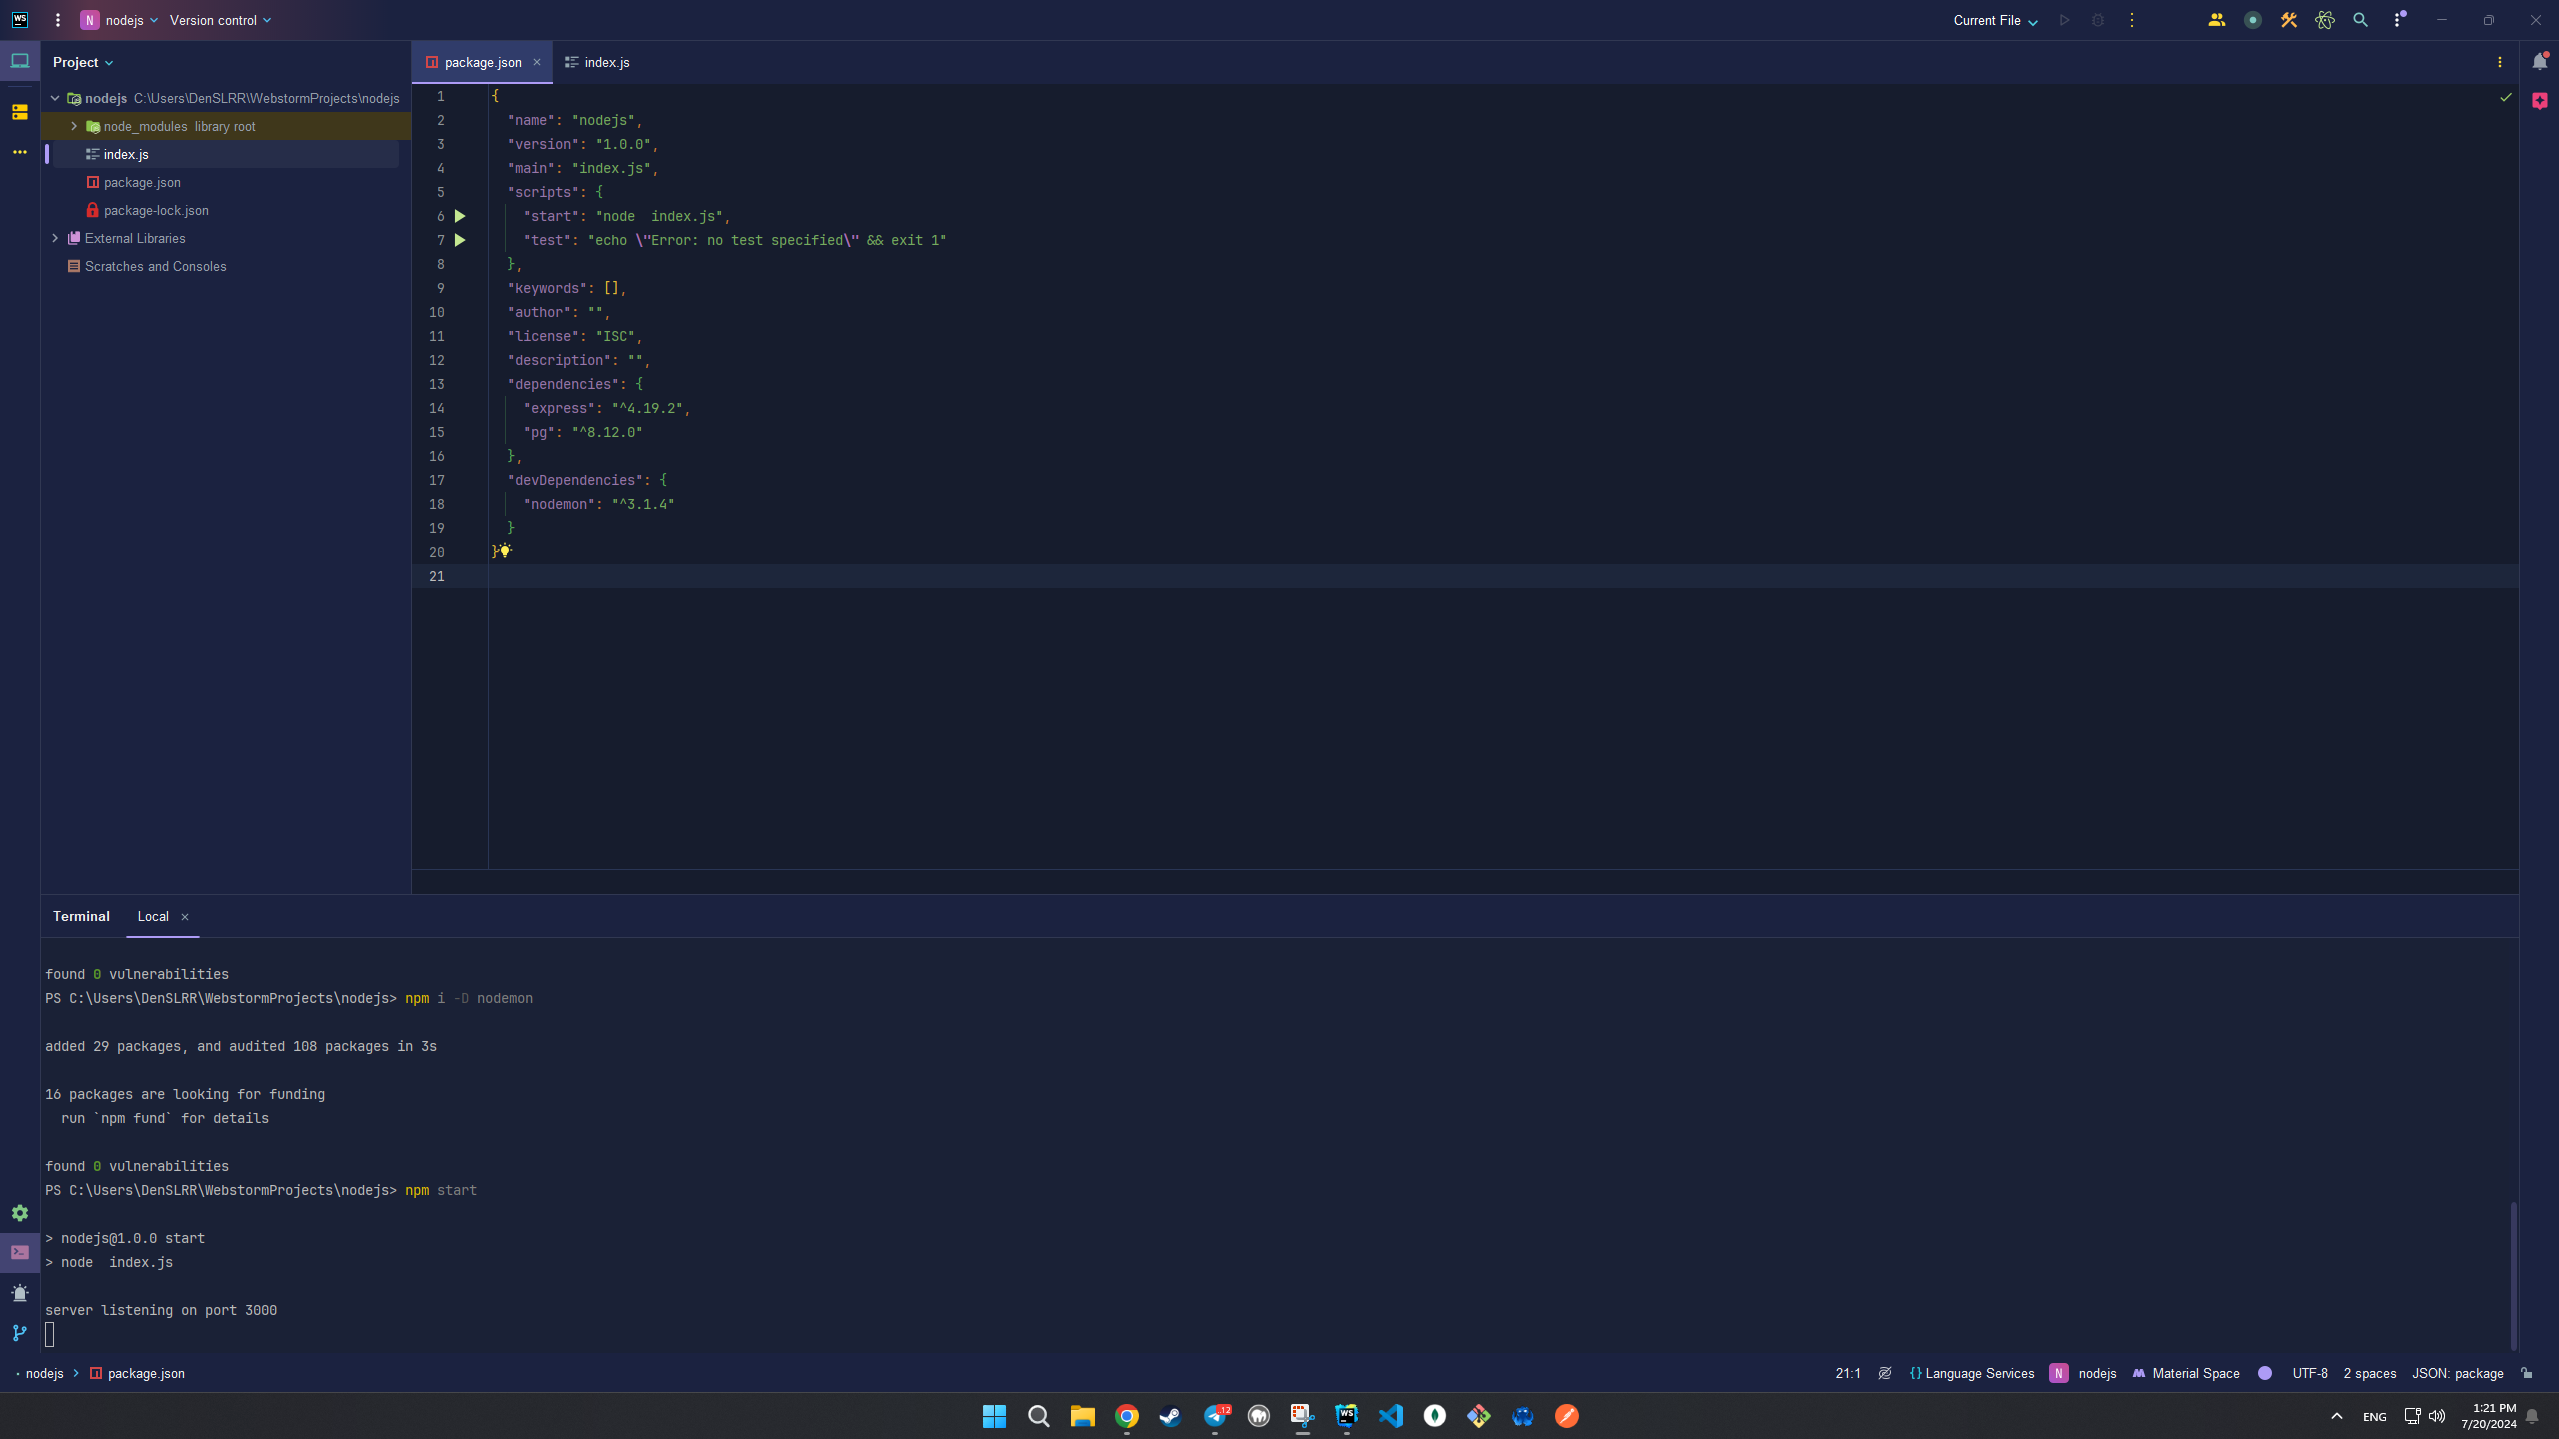 WS
N nodejs Version control Current File
Project
package.json
index.js
nodejs C:\Users\DenSLRR\WebstormProjects\nodejs
node_modules library root
index.js
package.json
package-lock.json
External Libraries
Scratches and Consoles
1 {
2 "name": "nodejs",
3 "version": "1.0.0",
4 "main": "index.js",
5 "scripts": {
6 "start": "node  index.js",
7 "test": "echo \"Error: no test specified\" && exit 1"
8 },
9 "keywords": [],
10 "author": "",
11 "license": "ISC",
12 "description": "",
13 "dependencies": {
14 "express": "^4.19.2",
15 "pg": "^8.12.0"
16 },
17 "devDependencies": {
18 "nodemon": "^3.1.4"
19 }
20 }
21
Terminal Local
found 0 vulnerabilities
PS C:\Users\DenSLRR\WebstormProjects\nodejs> npm i -D nodemon
added 29 packages, and audited 108 packages in 3s
16 packages are looking for funding
run `npm fund` for details
found 0 vulnerabilities
PS C:\Users\DenSLRR\WebstormProjects\nodejs> npm start
> nodejs@1.0.0 start
> node  index.js
server listening on port 3000
nodejs package.json 21:1 {} Language Services N nodejs Material Space UTF-8 2 spaces JSON: package
12 WS ENG 1:21 PM
7/20/2024